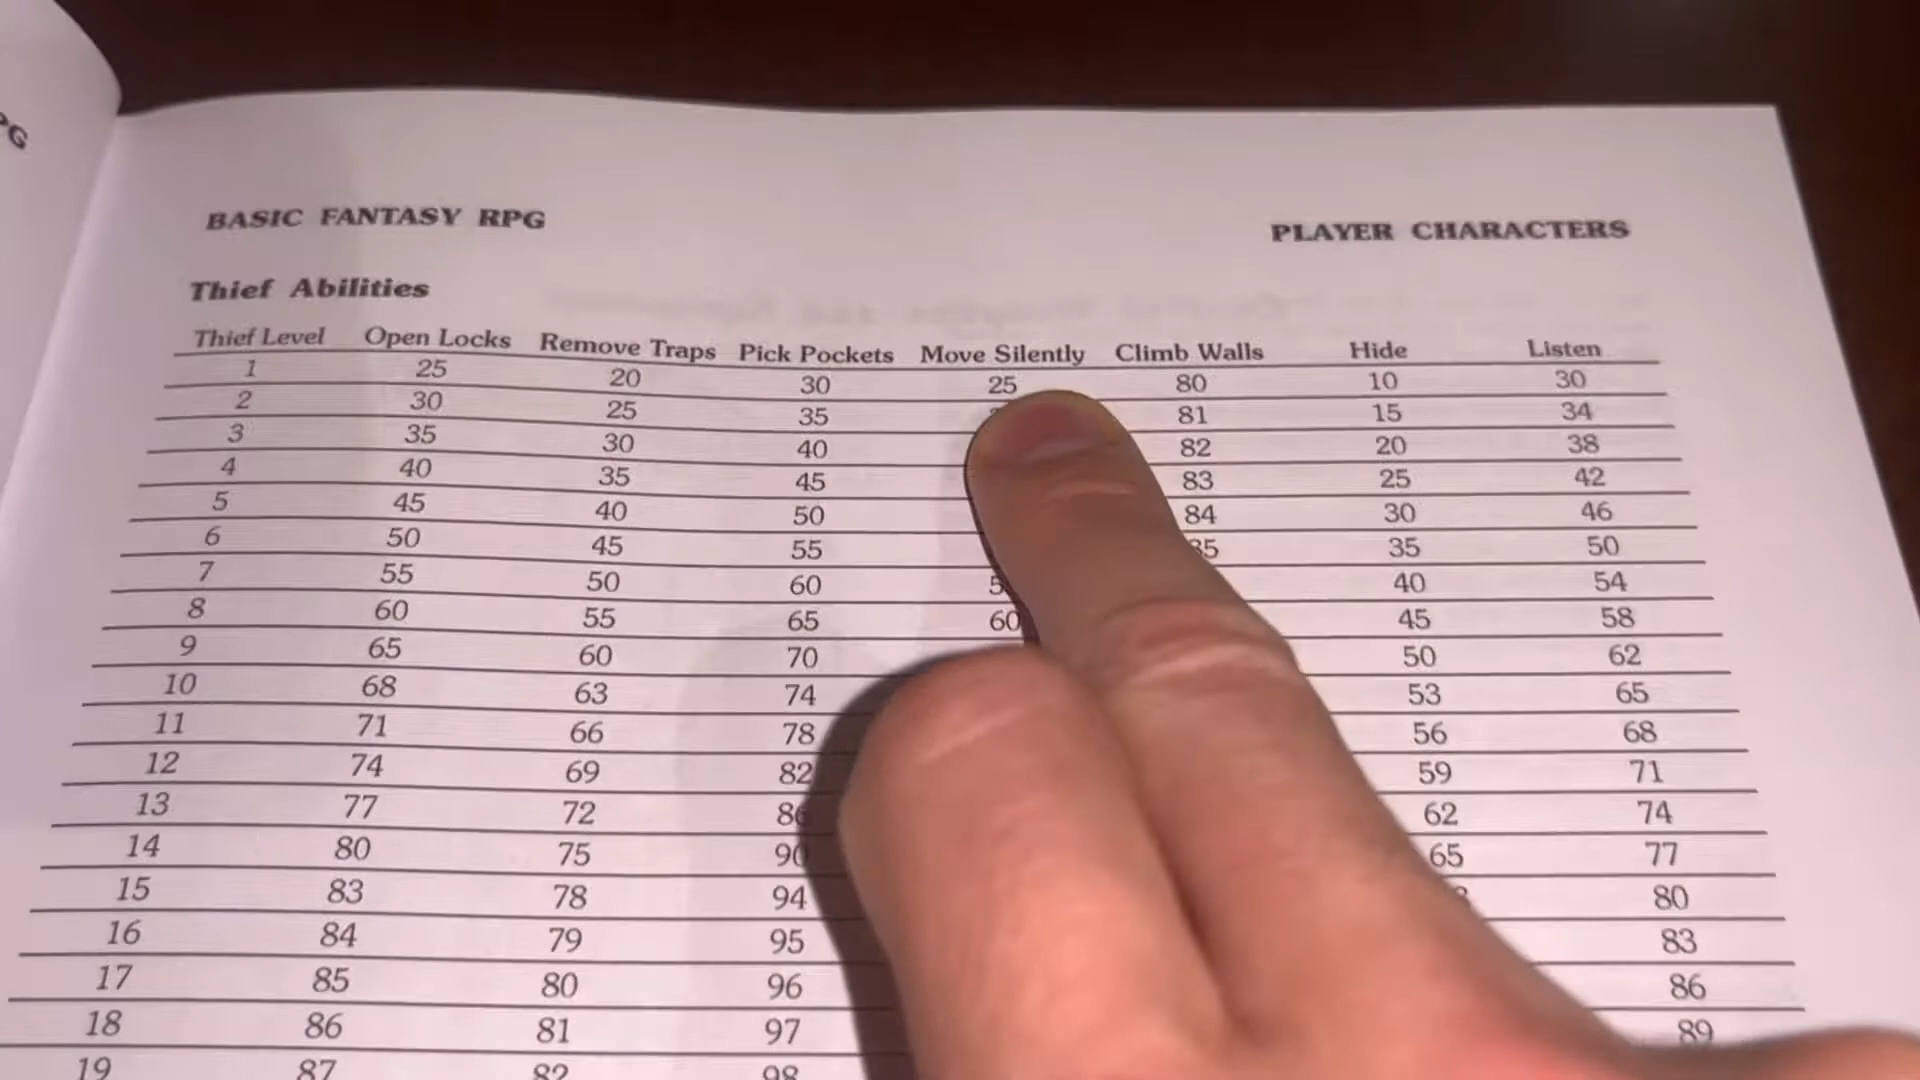 PG
BASIC FANTASY RPG PLAYER CHARACTERS
Thief Abilities
Thief Level Open Locks Remove Traps Pick Pockets Move Silently Climb Walls Hide Listen
1 25 20 30 25 80 10 30
2 30 25 35 81 15 34
3 35 30 40 82 20 38
4 40 35 45 83 25 42
5 45 40 50 84 30 46
6 50 45 55 35 50
7 55 50 60 40 54
8 60 55 65 60 45 58
9 65 60 70 50 62
10 68 63 74 53 65
11 71 66 78 56 68
12 74 69 82 59 71
13 77 72 86 62 74
14 80 75 90 65 77
15 83 78 94 80
16 84 79 95 83
17 85 80 96 86
18 86 81 97 89
19 87 82 98